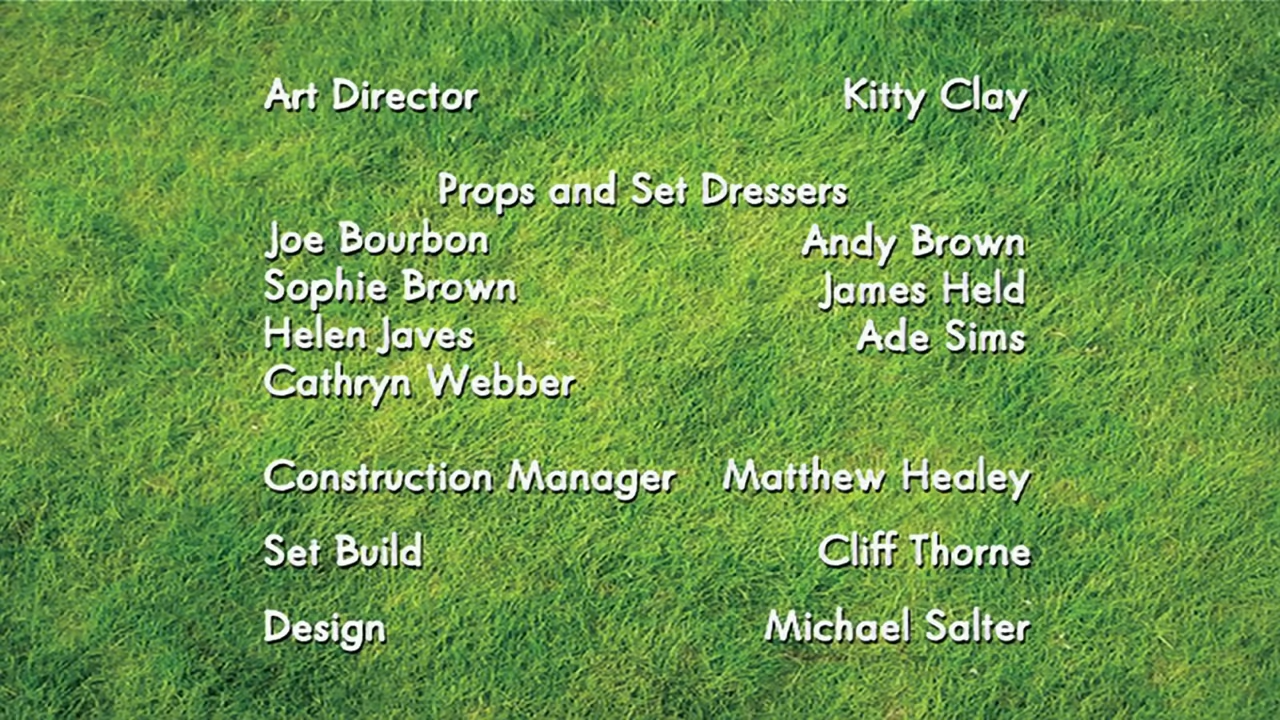 Art Director Kitty Clay
Props and Set Dressers
Joe Bourbon Andy Brown
Sophie Brown James Held
Helen Javes Ade Sims
Cathryn Webber
Construction Manager Matthew Healey
Set Build Cliff Thorne
Design Michael Salter